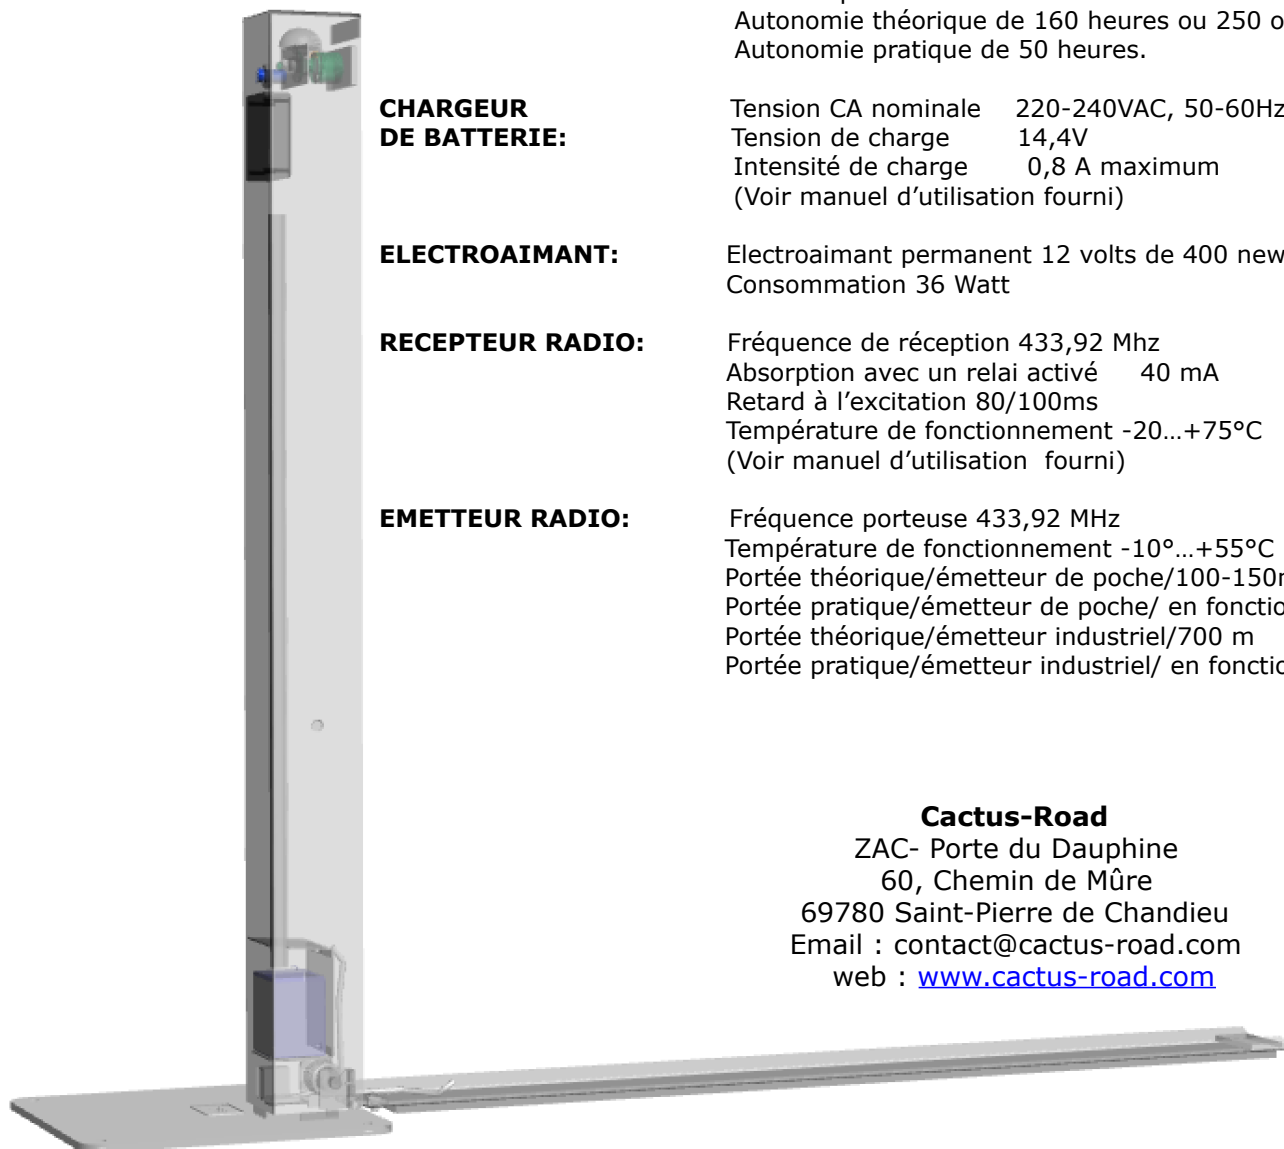 Autonomie théorique de 160 heures ou 250
Autonomie pratique de 50 heures.
CHARGEUR Tension CA nominale 220-240VAC, 50-60Hz
DE BATTERIE: Tension de charge 14,4V
Intensité de charge 0,8 A maximum
(Voir manuel d’utilisation fourni)
ELECTROAIMANT: Electroaimant permanent 12 volts de 400
Consommation 36 Watt
RECEPTEUR RADIO: Fréquence de réception 433,92 Mhz
Absorption avec un relai activé 40 mA
Retard à l’excitation 80/100ms
Température de fonctionnement -20…+75°C
(Voir manuel d’utilisation fourni)
EMETTEUR RADIO: Fréquence porteuse 433,92 MHz
Température de fonctionnement -10°…+55°C
Portée théorique/émetteur de poche/100-150
Portée pratique/émetteur de poche/ en
Portée théorique/émetteur industriel/700 m
Portée pratique/émetteur industriel/ en
Cactus-Road
ZAC- Porte du Dauphine
60, Chemin de Mûre
69780 Saint-Pierre de Chandieu
Email : contact@cactus-road.com
web : www.cactus-road.com